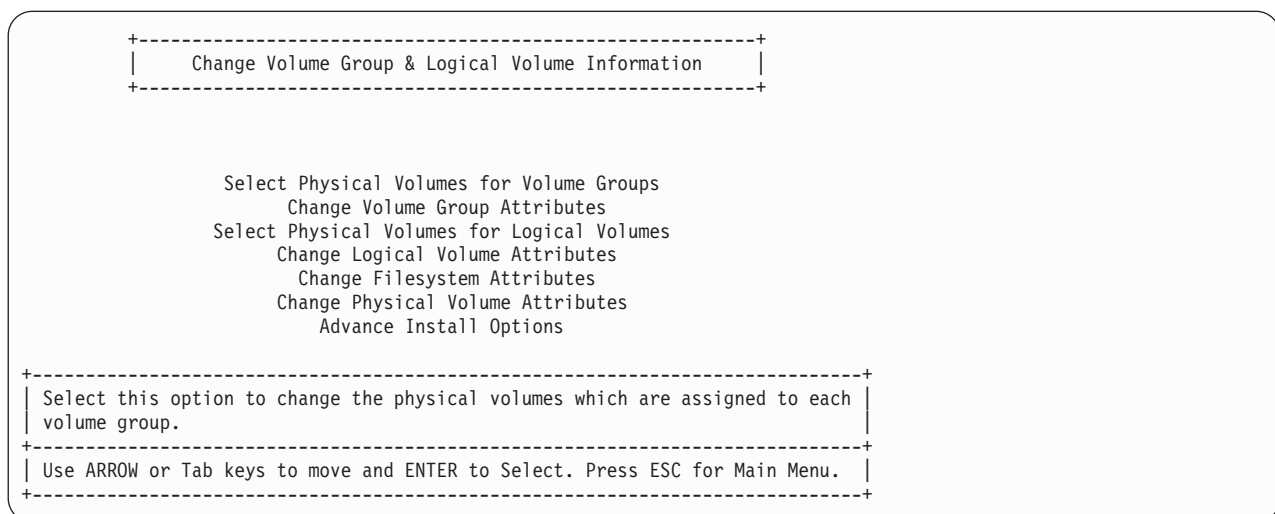 Change Volume Group & Logical Volume Information
Select Physical Volumes for Volume Groups
Change Volume Group Attributes
Select Physical Volumes for Logical Volumes
Change Logical Volume Attributes
Change Filesystem Attributes
Change Physical Volume Attributes
Advance Install Options
Select this option to change the physical volumes which are assigned to each
volume group.
Use ARROW or Tab keys to move and ENTER to Select. Press ESC for Main Menu.